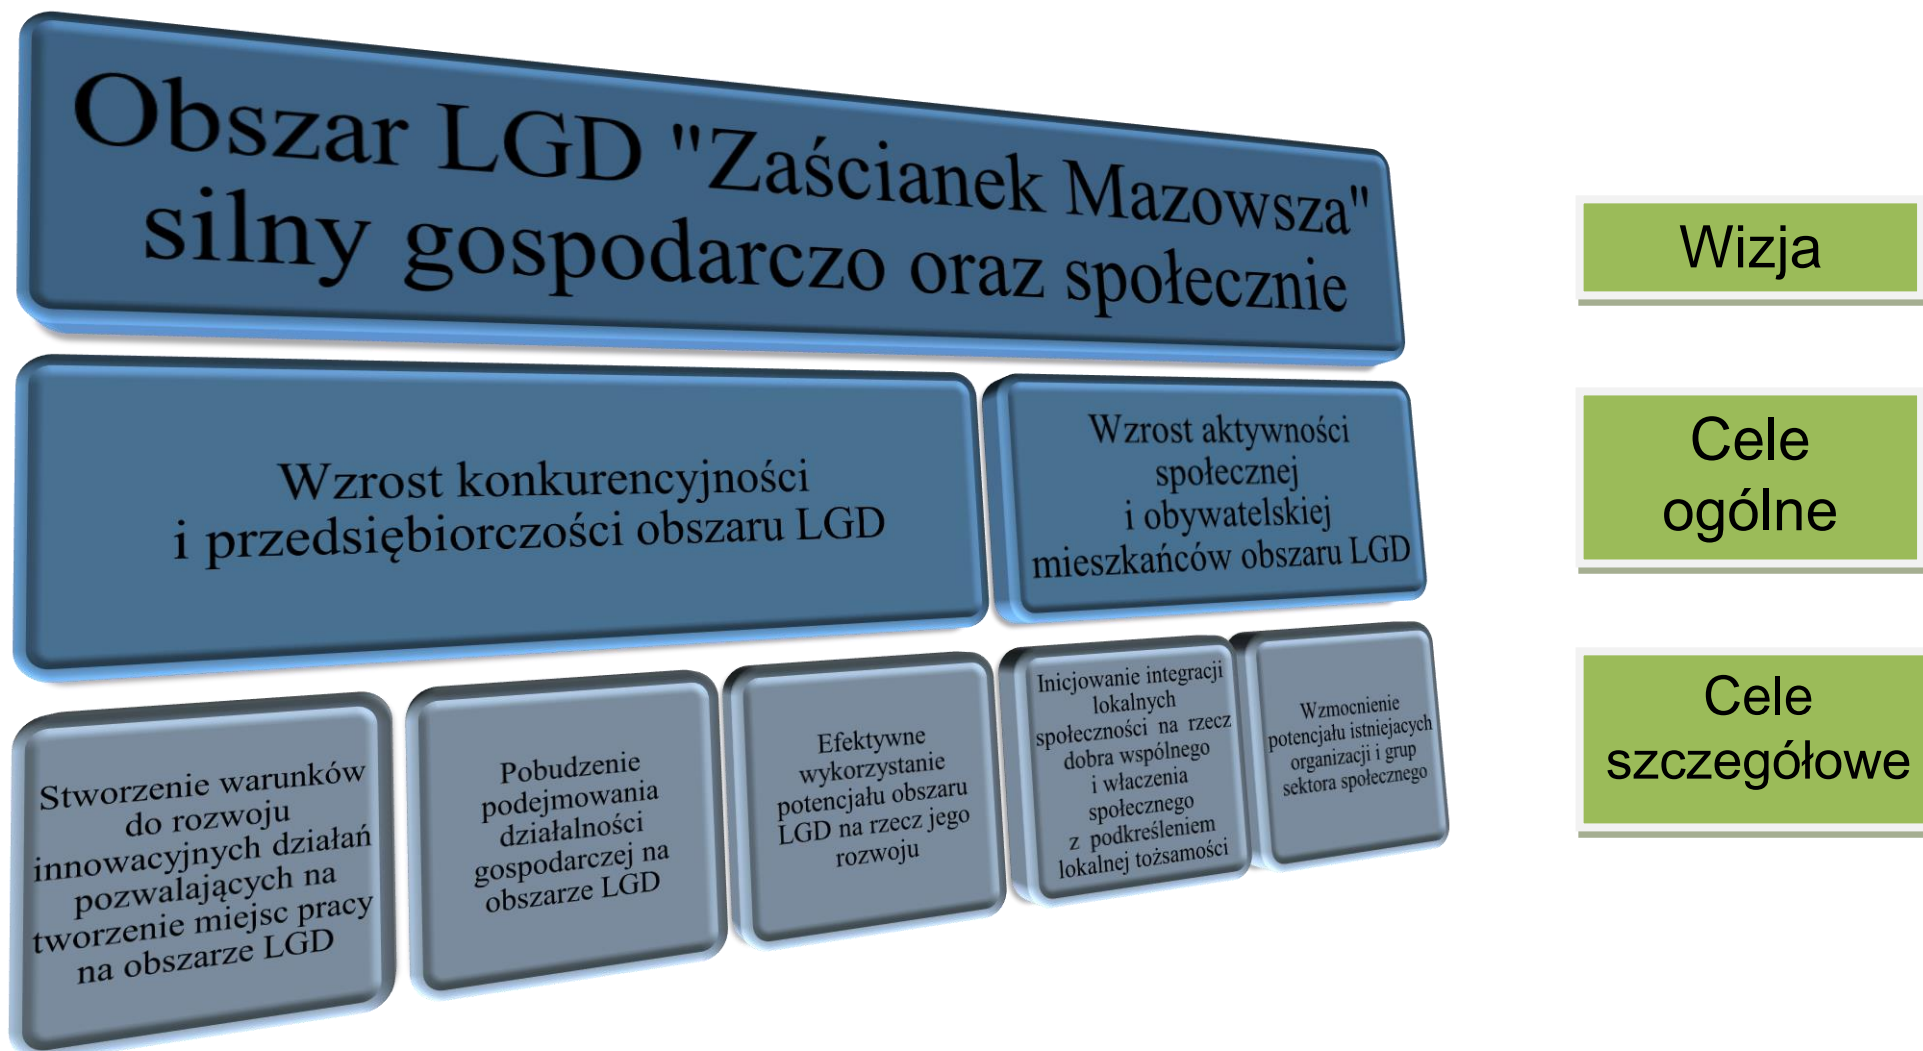 Obszar LGD "Zaścianek Mazowsza"
silny gospodarczo oraz społecznie
Wizja
Wzrost konkurencyjności
i przedsiębiorczości obszaru LGD
Wzrost aktywności
społecznej
i obywatelskiej
mieszkańców obszaru LGD
Cele
ogólne
Stworzenie warunków
do rozwoju
innowacyjnych działań
pozwalających na
tworzenie miejsc pracy
na obszarze LGD
Pobudzenie
podejmowania
działalności
gospodarczej na
obszarze LGD
Efektywne
wykorzystanie
potencjału obszaru
LGD na rzecz jego
rozwoju
Inicjowanie integracji
lokalnych
społeczności na rzecz
dobra wspólnego
i właczenia
społecznego
z podkreśleniem
lokalnej tożsamości
Wzmocnienie
potencjału istniejacych
organizacji i grup
sektora społecznego
Cele
szczegółowe